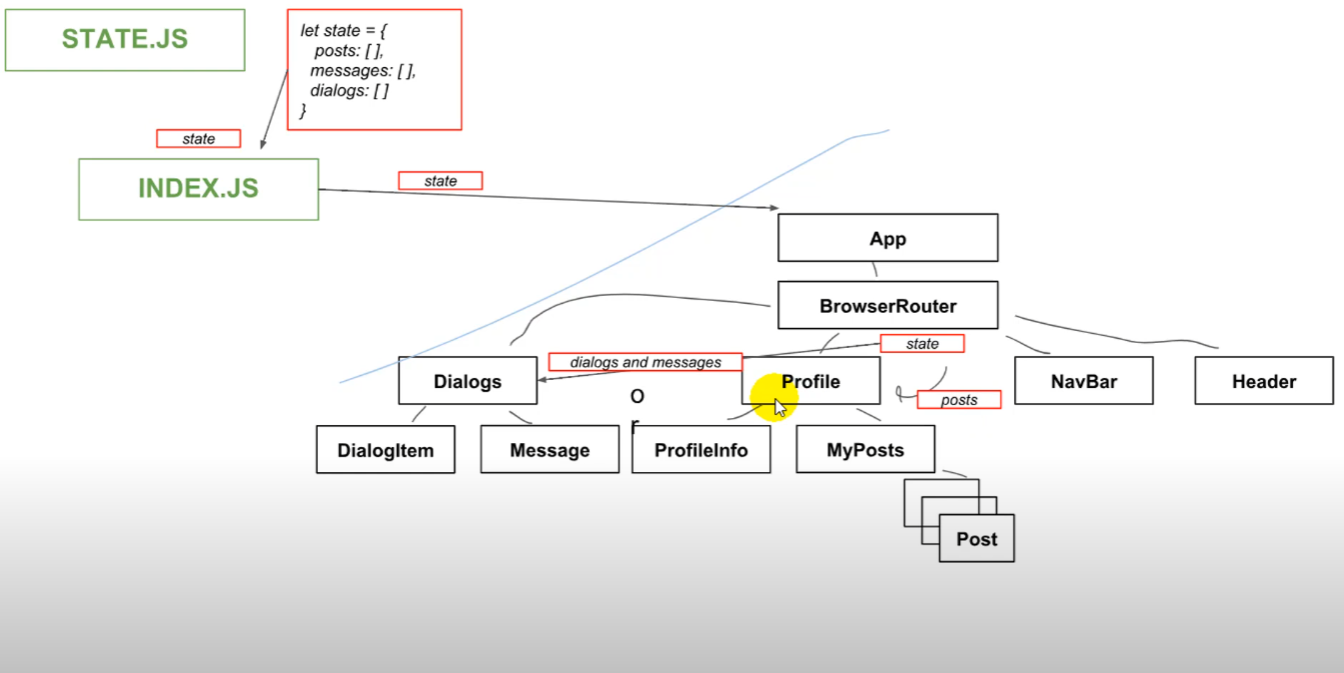 STATE.JS
let state = {
posts: [ ],
messages: [ ],
dialogs: [ ]
}
state
INDEX.JS
state
App
BrowserRouter
state
dialogs and messages
Dialogs
Profile
NavBar
Header
o
r
posts
DialogItem
Message
ProfileInfo
MyPosts
Post